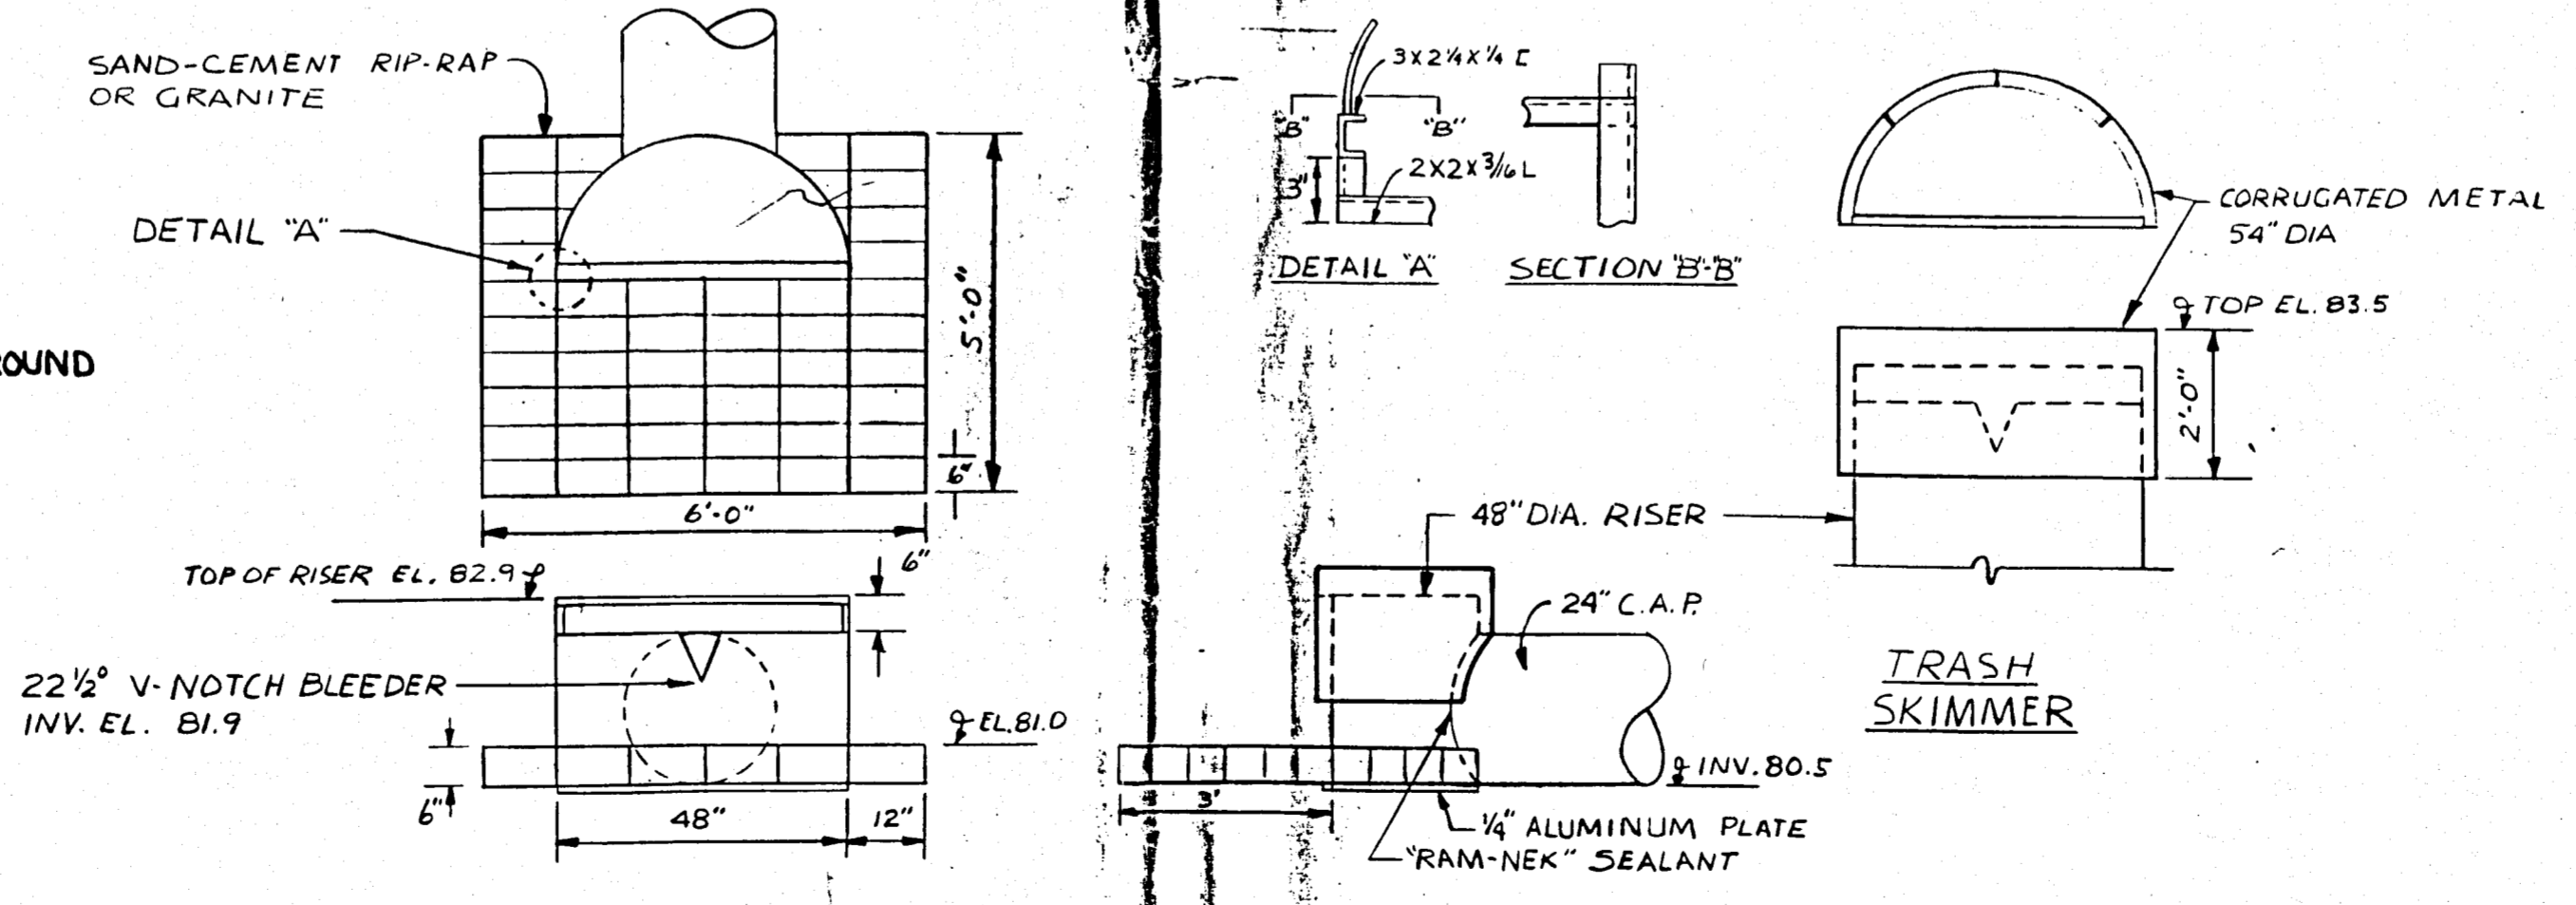 SAND-CEMENT RIP-RAP
OR GRANITE
DETAIL "A"
OUND
5'-0"
6"
6'-0"
TOP OF RISER EL. 82.9
6"
22½° V-NOTCH BLEEDER
INV. EL. 81.9
EL.81.0
6"
48"
12"
3X2¼X¼ [
"B"
"B"
3"
2X2X3/16 L
DETAIL "A"
SECTION "B"-"B"
CORRUGATED METAL
54" DIA
TOP EL. 83.5
2'-0"
48" DIA. RISER
24" C.A.P.
INV. 80.5
3'
¼" ALUMINUM PLATE
"RAM-NEK" SEALANT
TRASH
SKIMMER